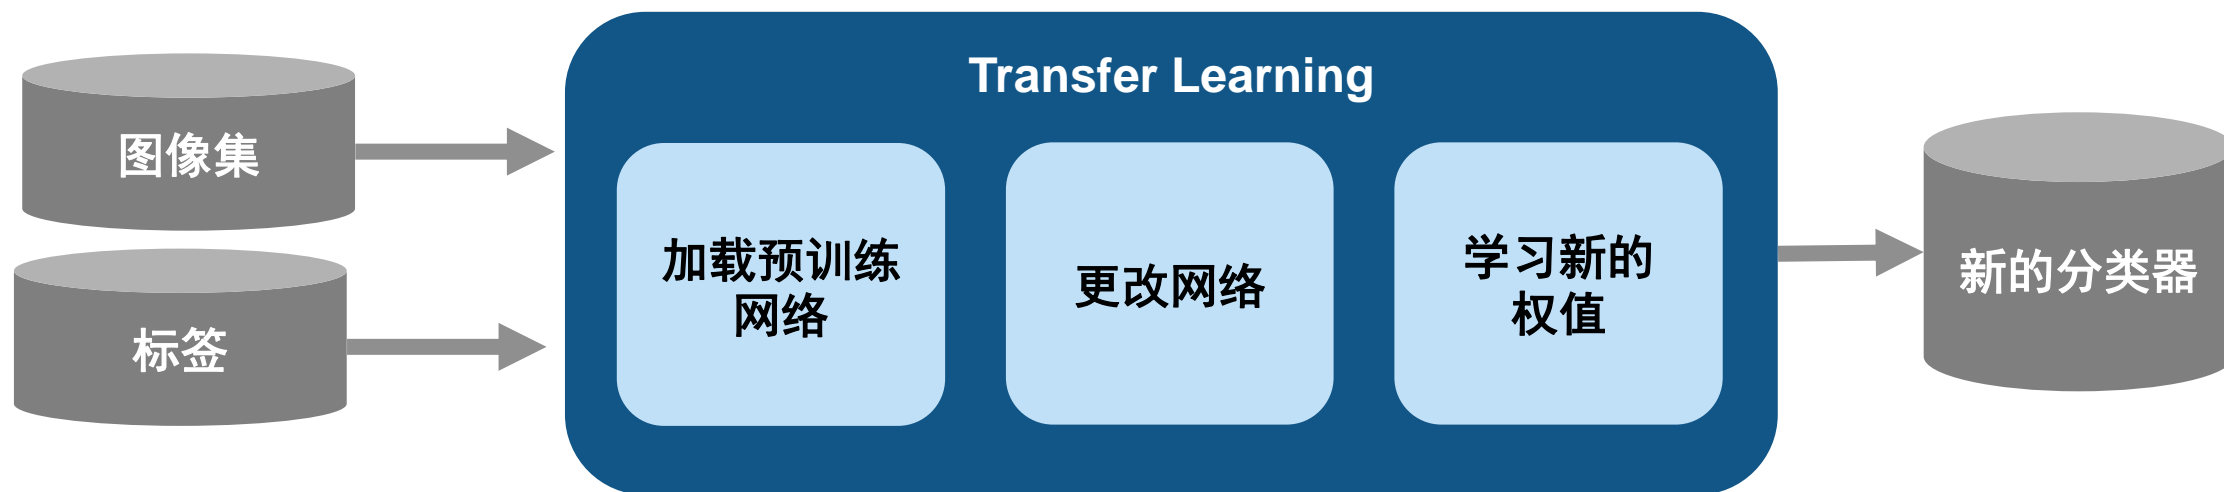 Transfer Learning
图像集
标签
加载预训练
网络
更改网络
学习新的
权值
新的分类器